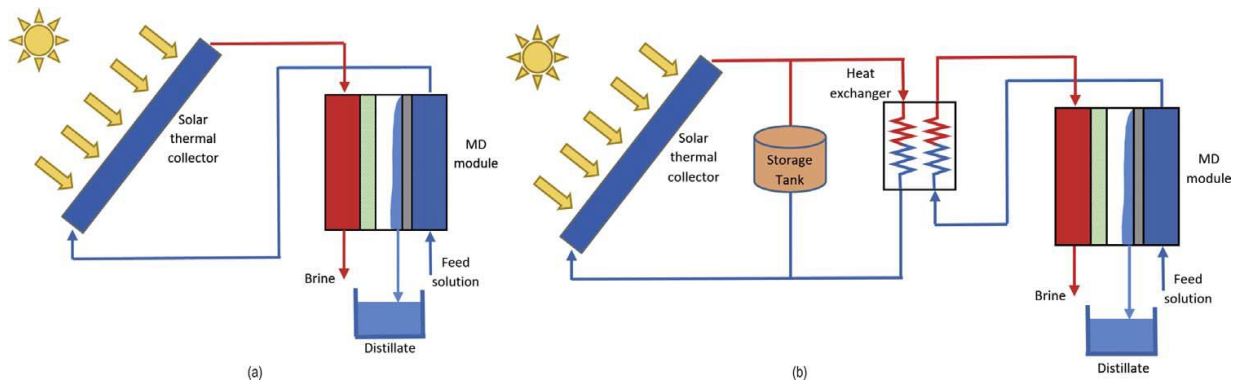 Solar
thermal
collector
MD
module
Brine
Feed
solution
Distillate
(a)
Heat
exchanger
Solar
thermal
collector
Storage
Tank
MD
module
Brine
Feed
solution
Distillate
(b)